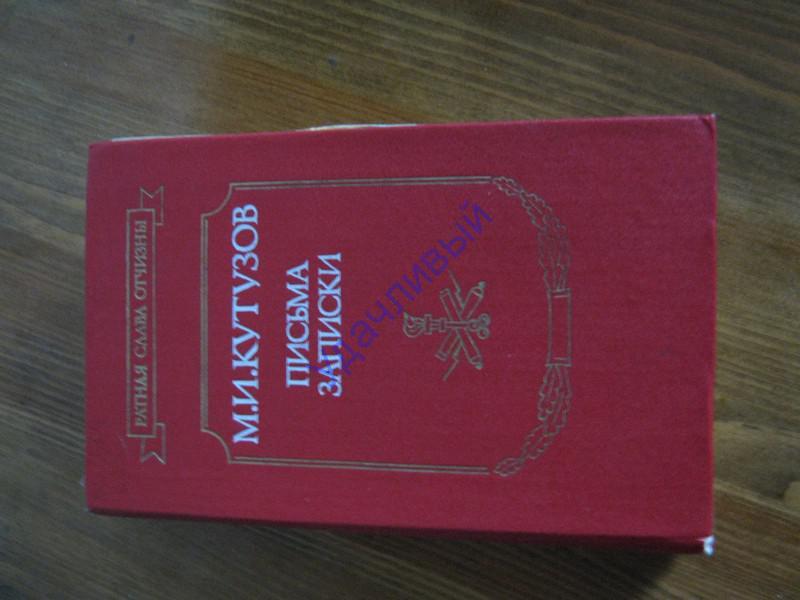 РАТНАЯ СЛАВА ОТЧИЗНЫ
М.И.КУТУЗОВ
ПИСЬМА
ЗАПИСКИ
удачливый